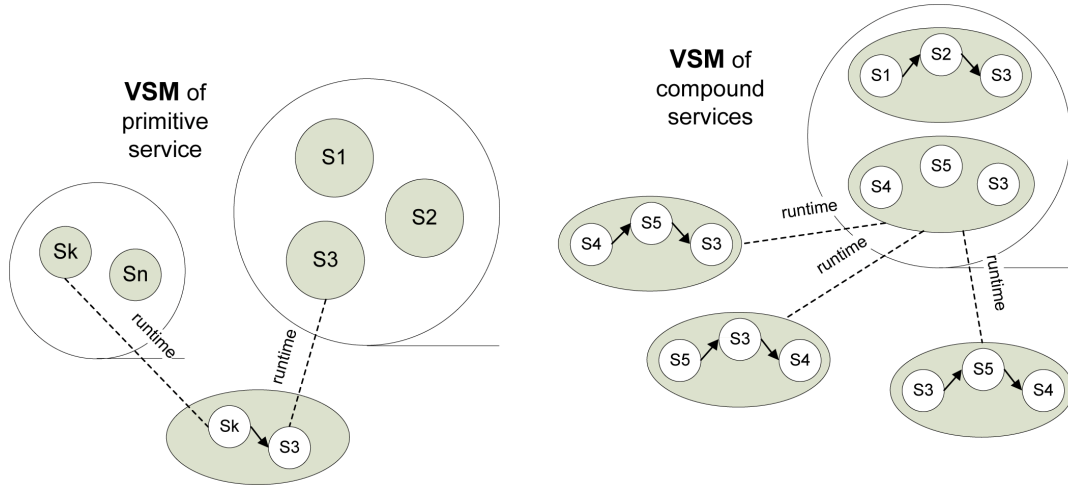 VSM of
primitive
service
S1
S2
S3
Sk
Sn
runtime
runtime
Sk
S3
VSM of
compound
services
S1
S2
S3
S4
S5
S3
runtime
runtime
runtime
S4
S5
S3
S5
S3
S4
S3
S5
S4